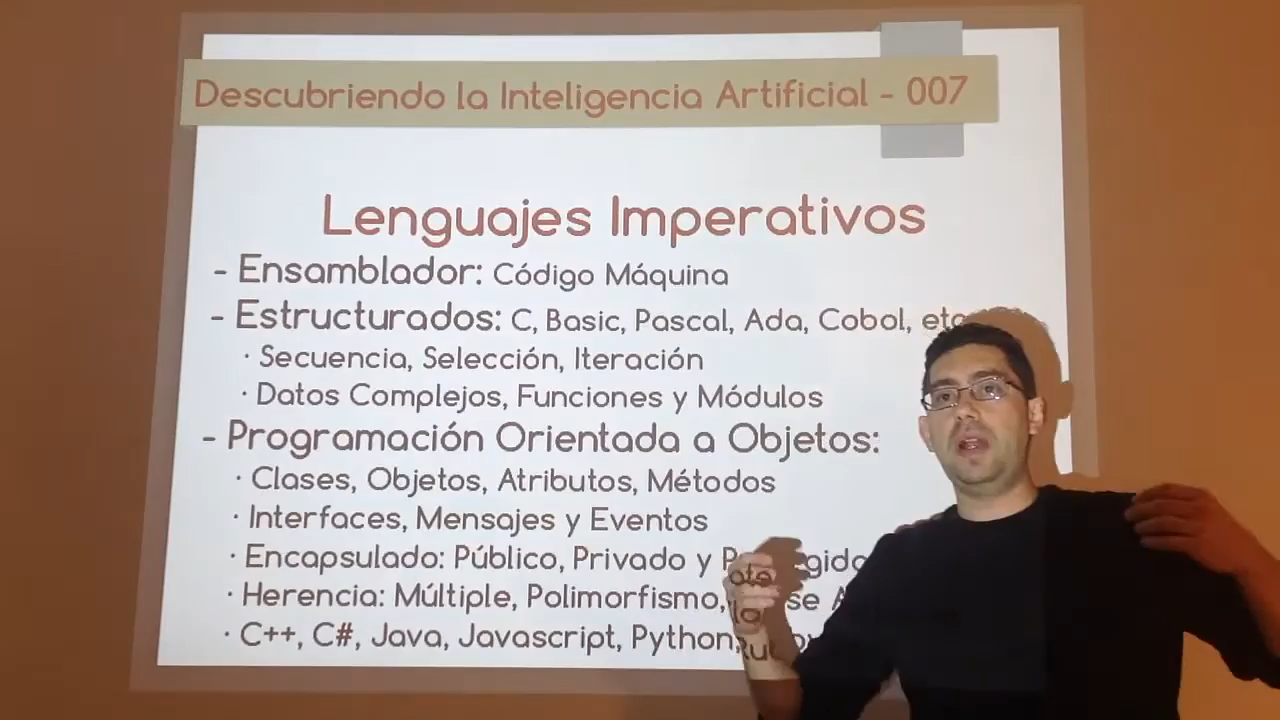 Descubriendo la Inteligencia Artificial - 007
Lenguajes Imperativos
- Ensamblador: Código Máquina
- Estructurados: C, Basic, Pascal, Ada, Cobol, etc
· Secuencia, Selección, Iteración
· Datos Complejos, Funciones y Módulos
- Programación Orientada a Objetos:
· Clases, Objetos, Atributos, Métodos
· Interfaces, Mensajes y Eventos
· Encapsulado: Público, Privado y
· Herencia: Múltiple, Polimorfismo,
· C++, C#, Java, Javascript, Python,